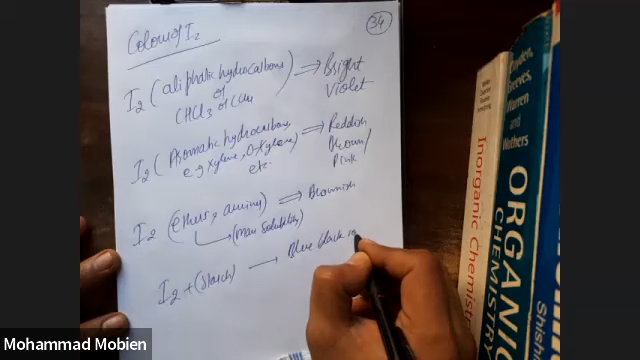 34
Colour of I2
I2 (aliphatic hydrocarbons
or
CHCl3 or CCl4) ⇒ Bright
Violet
I2 (Aromatic hydrocarbons,
e.g Xylene, O-Xylene)
etc. ⇒ Reddish
Brown/
Pink
I2 (ethers, amines) ⇒ Brownish
(max solubility)
I2 + (starch) → Blue black
Inorganic Chemistry
Clayden,
Greeves,
Warren
and
Wothers
ORGANIC
ORGANIC
Mohammad Mobien